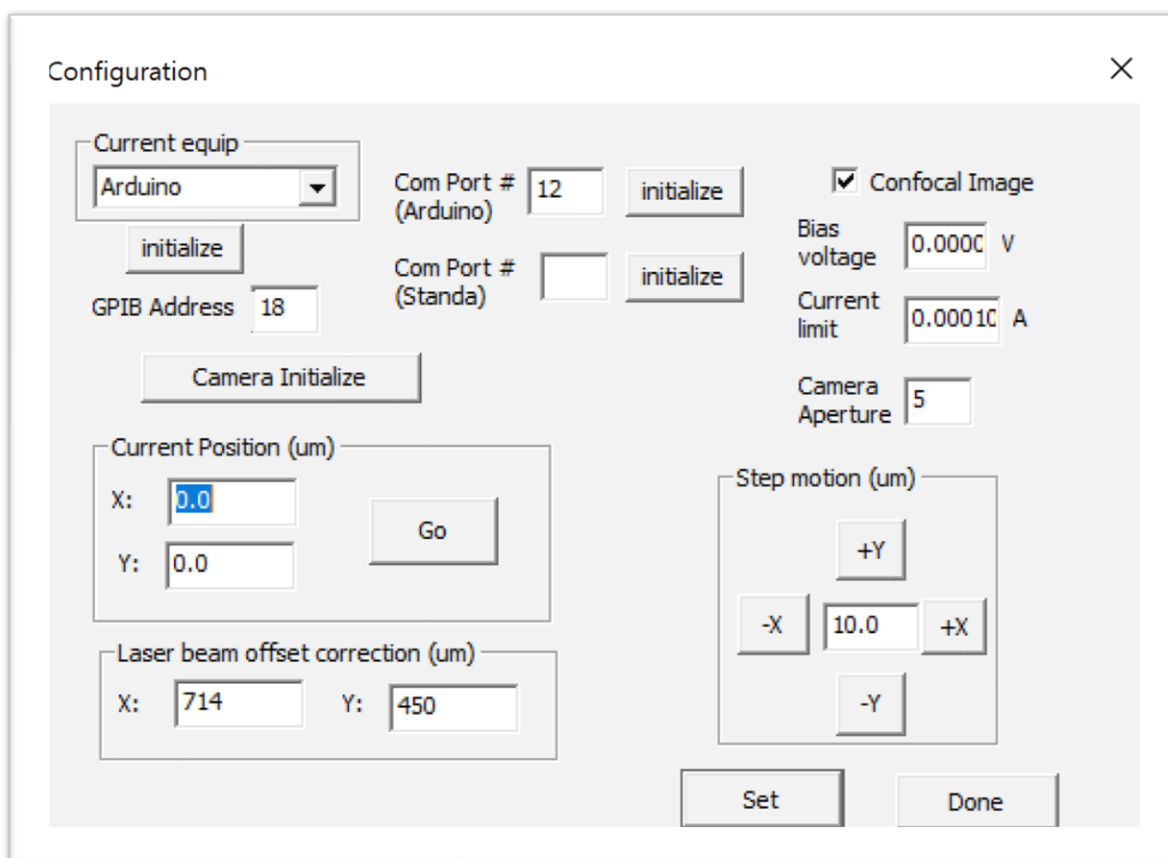 Configuration
Current equip
Arduino
initialize
GPIB Address 18
Com Port #
(Arduino)
12
initialize
Com Port #
(Standa)
initialize
Confocal Image
Bias
voltage
0.0000 V
Current
limit
0.00010 A
Camera
Aperture
5
Camera Initialize
Current Position (um)
X: 0.0
Y: 0.0
Go
Step motion (um)
+Y
-X 10.0 +X
-Y
Laser beam offset correction (um)
X: 714 Y: 450
Set Done